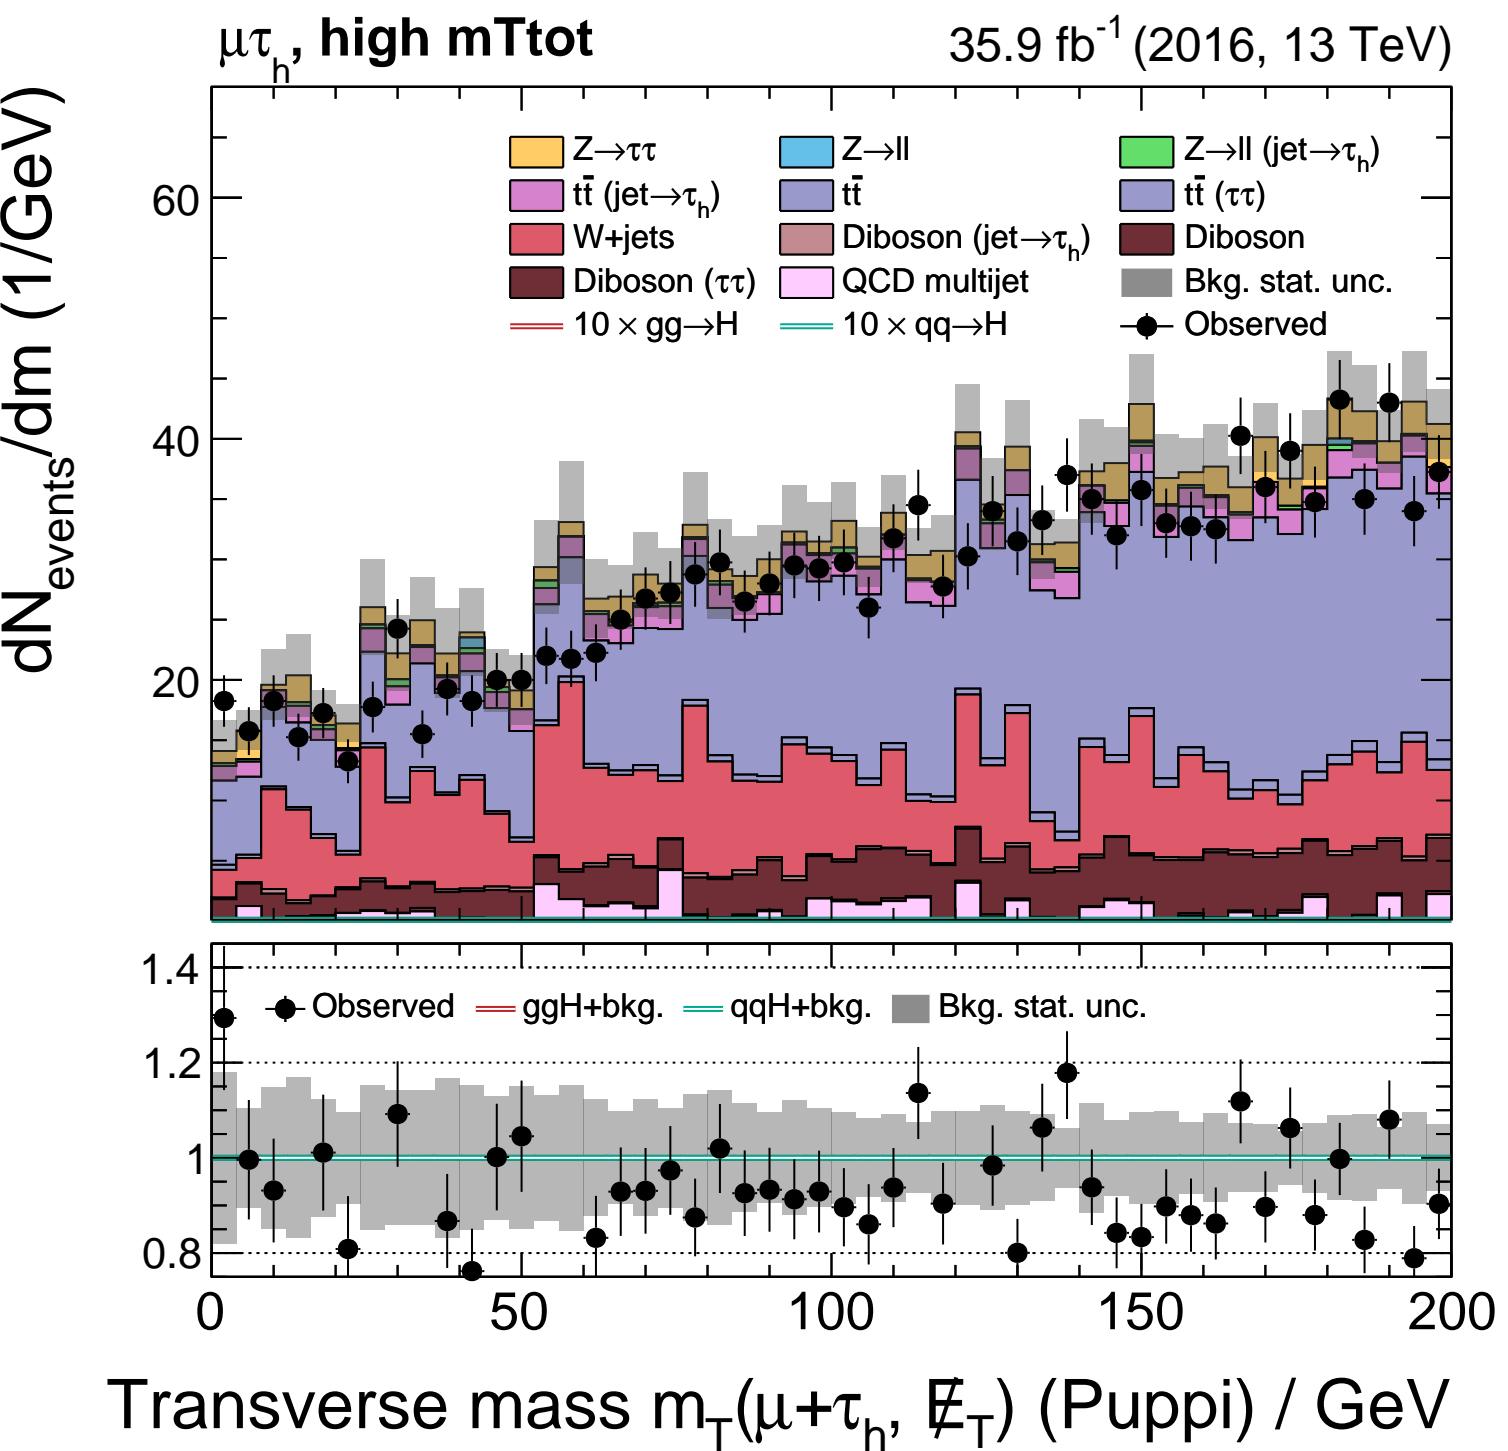 μτh, high mTtot 35.9 fb-1 (2016, 13 TeV)
dNevents/dm (1/GeV)
Z→ττ Z→ll Z→ll (jet→τh)
tt̄ (jet→τh) tt̄ tt̄ (ττ)
W+jets Diboson (jet→τh) Diboson
Diboson (ττ) QCD multijet Bkg. stat. unc.
10 × gg→H 10 × qq→H Observed
60
40
20
1.4
Observed ggH+bkg. qqH+bkg. Bkg. stat. unc.
1.2
1
0.8
0 50 100 150 200
Transverse mass mT(μ+τh, E̸T) (Puppi) / GeV